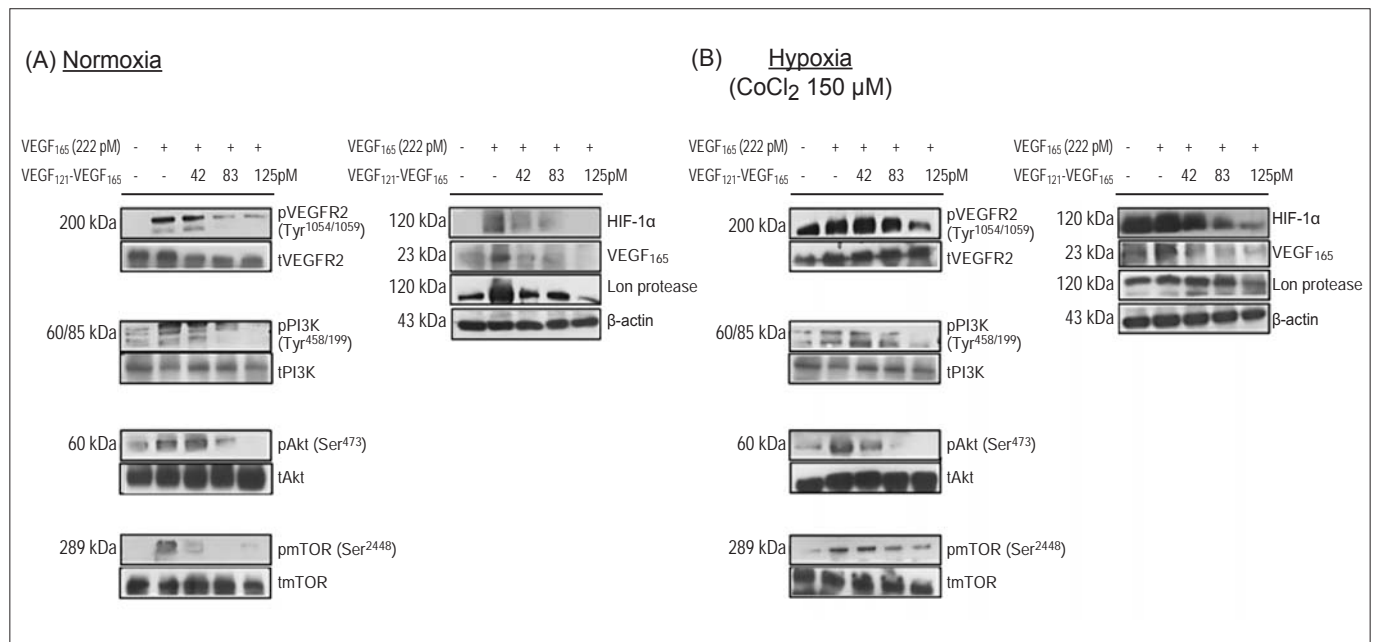 (A) Normoxia
VEGF₁₆₅ (222 pM) - + + + +
VEGF₁₂₁-VEGF₁₆₅ - - 42 83 125pM
200 kDa pVEGFR2
(Tyr¹⁰⁵⁴/¹⁰⁵⁹)
tVEGFR2
60/85 kDa pPI3K
(Tyr⁴⁵⁸/¹⁹⁹)
tPI3K
60 kDa pAkt (Ser⁴⁷³)
tAkt
289 kDa pmTOR (Ser²⁴⁴⁸)
tmTOR
VEGF₁₆₅ (222 pM) - + + + +
VEGF₁₂₁-VEGF₁₆₅ - - 42 83 125pM
120 kDa HIF-1α
23 kDa VEGF₁₆₅
120 kDa Lon protease
43 kDa β-actin
(B) Hypoxia
(CoCl₂ 150 µM)
VEGF₁₆₅ (222 pM) - + + + +
VEGF₁₂₁-VEGF₁₆₅ - - 42 83 125pM
200 kDa pVEGFR2
(Tyr¹⁰⁵⁴/¹⁰⁵⁹)
tVEGFR2
60/85 kDa pPI3K
(Tyr⁴⁵⁸/¹⁹⁹)
tPI3K
60 kDa pAkt (Ser⁴⁷³)
tAkt
289 kDa pmTOR (Ser²⁴⁴⁸)
tmTOR
VEGF₁₆₅ (222 pM) - + + + +
VEGF₁₂₁-VEGF₁₆₅ - - 42 83 125pM
120 kDa HIF-1α
23 kDa VEGF₁₆₅
120 kDa Lon protease
43 kDa β-actin